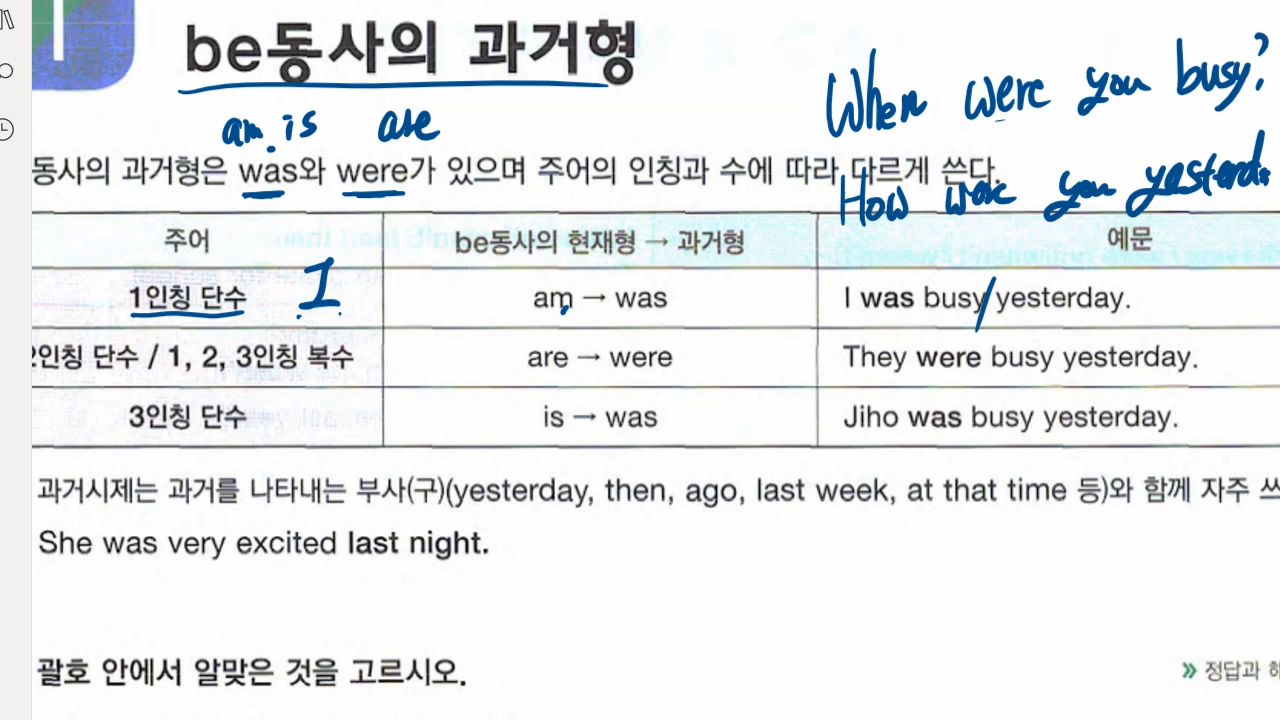 be동사의 과거형
When were you busy?
am is are
동사의 과거형은 was와 were가 있으며 주어의 인칭과 수에 따라 다르게 쓴다.
How were you yesterd
주어 be동사의 현재형 → 과거형 예문
1인칭 단수 I am → was I was busy/yesterday.
2인칭 단수 / 1, 2, 3인칭 복수 are → were They were busy yesterday.
3인칭 단수 is → was Jiho was busy yesterday.
과거시제는 과거를 나타내는 부사(구)(yesterday, then, ago, last week, at that time 등)와 함께 자주 쓰
She was very excited last night.
괄호 안에서 알맞은 것을 고르시오.
» 정답과 해